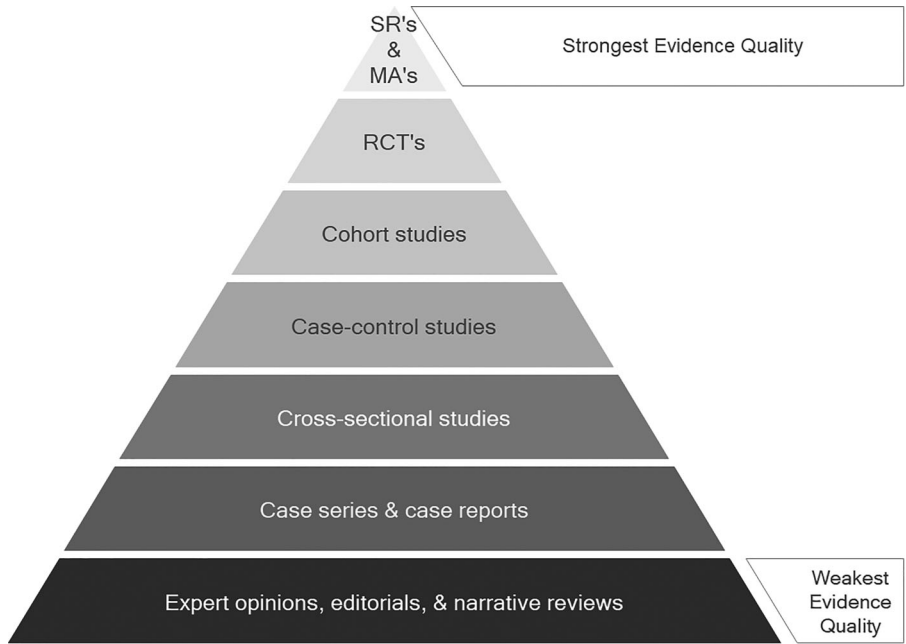 SR's
&
MA's
Strongest Evidence Quality
RCT's
Cohort studies
Case-control studies
Cross-sectional studies
Case series & case reports
Expert opinions, editorials, & narrative reviews
Weakest
Evidence
Quality